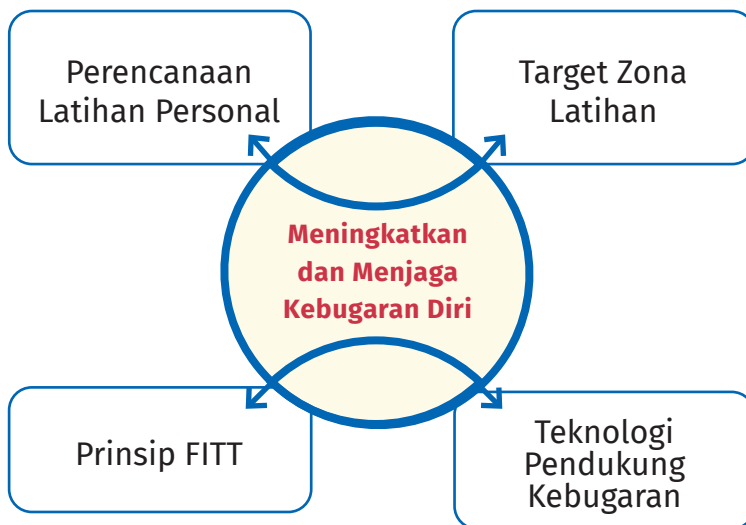 Perencanaan
Latihan Personal
Target Zona
Latihan
Meningkatkan
dan Menjaga
Kebugaran Diri
Prinsip FITT
Teknologi
Pendukung
Kebugaran